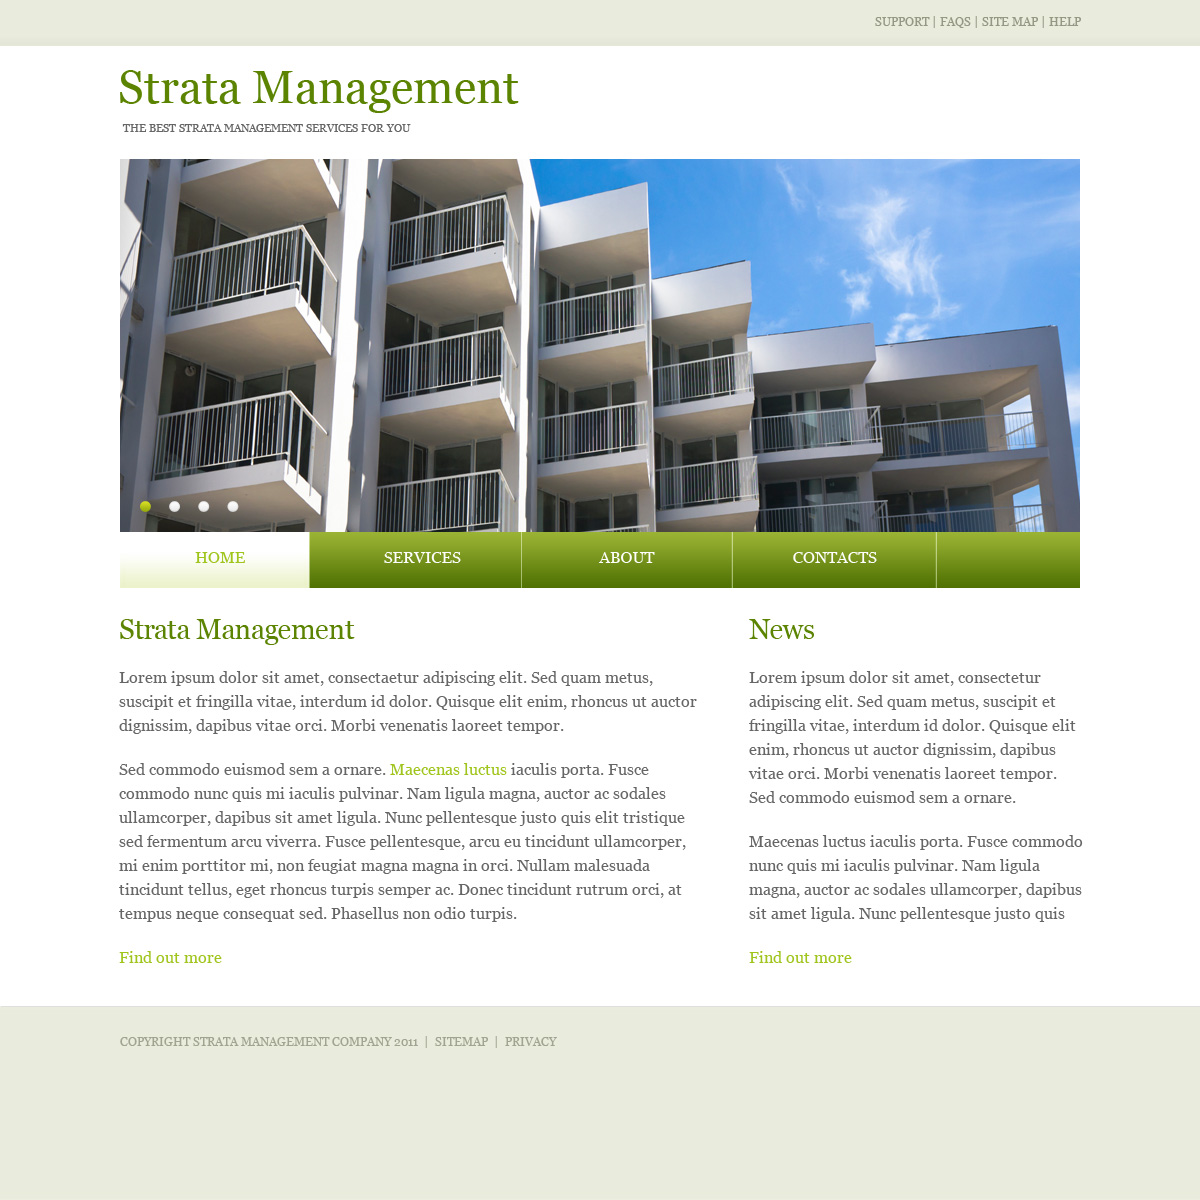 SUPPORT | FAQS | SITE MAP | HELP
Strata Management
THE BEST STRATA MANAGEMENT SERVICES FOR YOU
HOME SERVICES ABOUT CONTACTS
Strata Management
Lorem ipsum dolor sit amet, consectaetur adipiscing elit. Sed quam metus,
suscipit et fringilla vitae, interdum id dolor. Quisque elit enim, rhoncus ut auctor
dignissim, dapibus vitae orci. Morbi venenatis laoreet tempor.
Sed commodo euismod sem a ornare. Maecenas luctus iaculis porta. Fusce
commodo nunc quis mi iaculis pulvinar. Nam ligula magna, auctor ac sodales
ullamcorper, dapibus sit amet ligula. Nunc pellentesque justo quis elit tristique
sed fermentum arcu viverra. Fusce pellentesque, arcu eu tincidunt ullamcorper,
mi enim porttitor mi, non feugiat magna magna in orci. Nullam malesuada
tincidunt tellus, eget rhoncus turpis semper ac. Donec tincidunt rutrum orci, at
tempus neque consequat sed. Phasellus non odio turpis.
Find out more
News
Lorem ipsum dolor sit amet, consectetur
adipiscing elit. Sed quam metus, suscipit et
fringilla vitae, interdum id dolor. Quisque elit
enim, rhoncus ut auctor dignissim, dapibus
vitae orci. Morbi venenatis laoreet tempor.
Sed commodo euismod sem a ornare.
Maecenas luctus iaculis porta. Fusce commodo
nunc quis mi iaculis pulvinar. Nam ligula
magna, auctor ac sodales ullamcorper, dapibus
sit amet ligula. Nunc pellentesque justo quis
Find out more
COPYRIGHT STRATA MANAGEMENT COMPANY 2011 | SITEMAP | PRIVACY